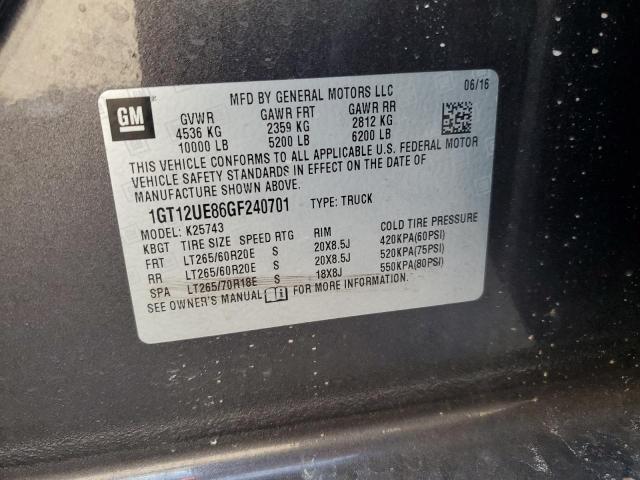 MFD BY GENERAL MOTORS LLC 06/16
GM
GVWR GAWR FRT GAWR RR
4536 KG 2359 KG 2812 KG
10000 LB 5200 LB 6200 LB
THIS VEHICLE CONFORMS TO ALL APPLICABLE U.S. FEDERAL MOTOR
VEHICLE SAFETY STANDARDS IN EFFECT ON THE DATE OF
MANUFACTURE SHOWN ABOVE.
1GT12UE86GF240701 TYPE: TRUCK
MODEL: K25743
KBGT TIRE SIZE SPEED RTG RIM COLD TIRE PRESSURE
FRT LT265/60R20E S 20X8.5J 420KPA(60PSI)
RR LT265/60R20E S 20X8.5J 520KPA(75PSI)
SPA LT265/70R18E S 18X8J 550KPA(80PSI)
SEE OWNER'S MANUAL FOR MORE INFORMATION.